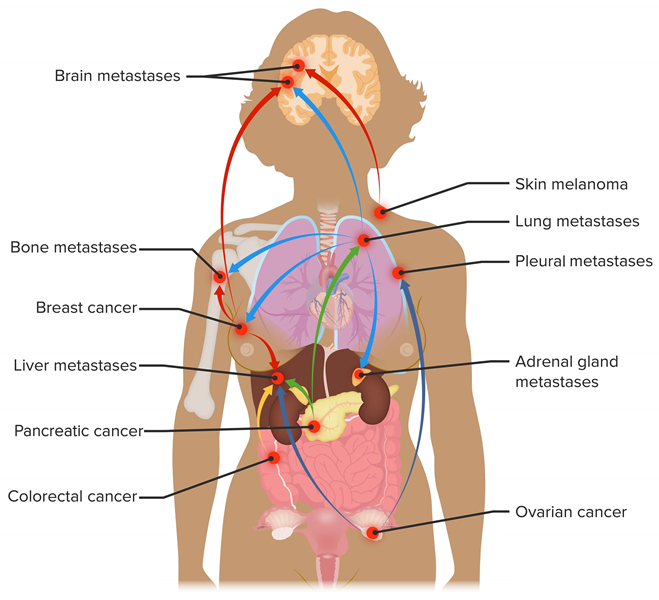 Brain metastases
Skin melanoma
Lung metastases
Bone metastases
Pleural metastases
Breast cancer
Liver metastases
Adrenal gland
metastases
Pancreatic cancer
Colorectal cancer
Ovarian cancer